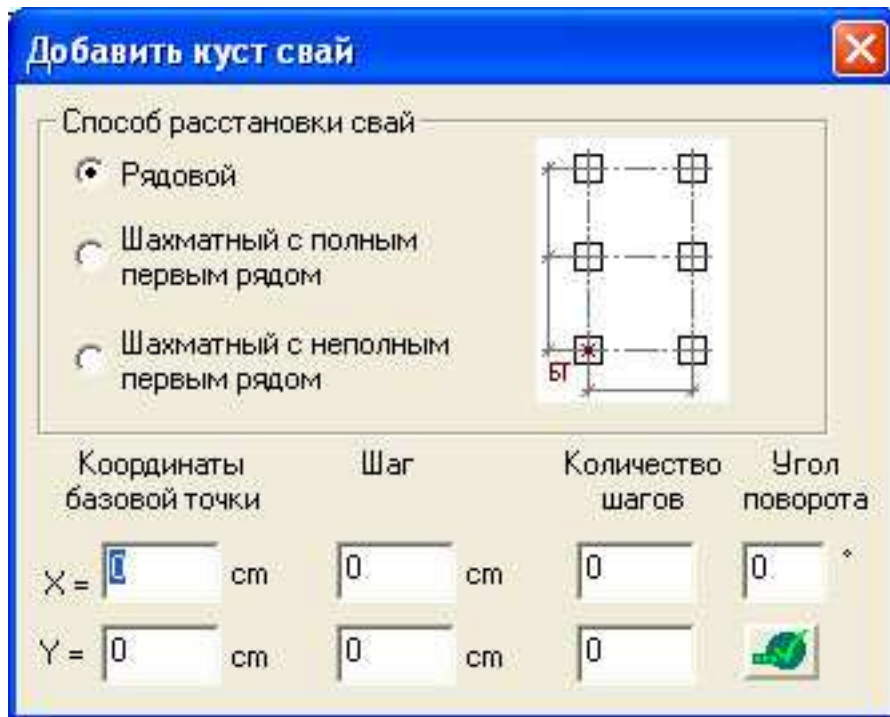 Добавить куст свай
Способ расстановки свай
Рядовой
Шахматный с полным
первым рядом
Шахматный с неполным
первым рядом
БТ
Координаты
базовой точки
Шаг
Количество
шагов
Угол
поворота
X = 0 cm 0 cm 0 0 °
Y = 0 cm 0 cm 0